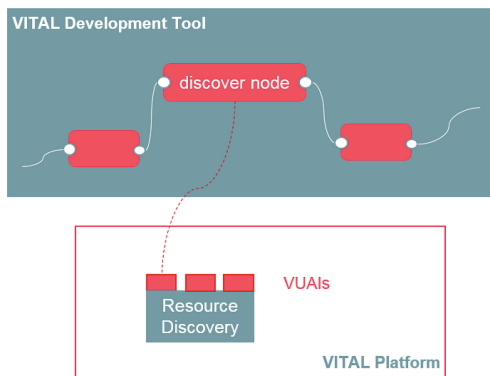 VITAL Development Tool
discover node
VUAIs
Resource
Discovery
VITAL Platform